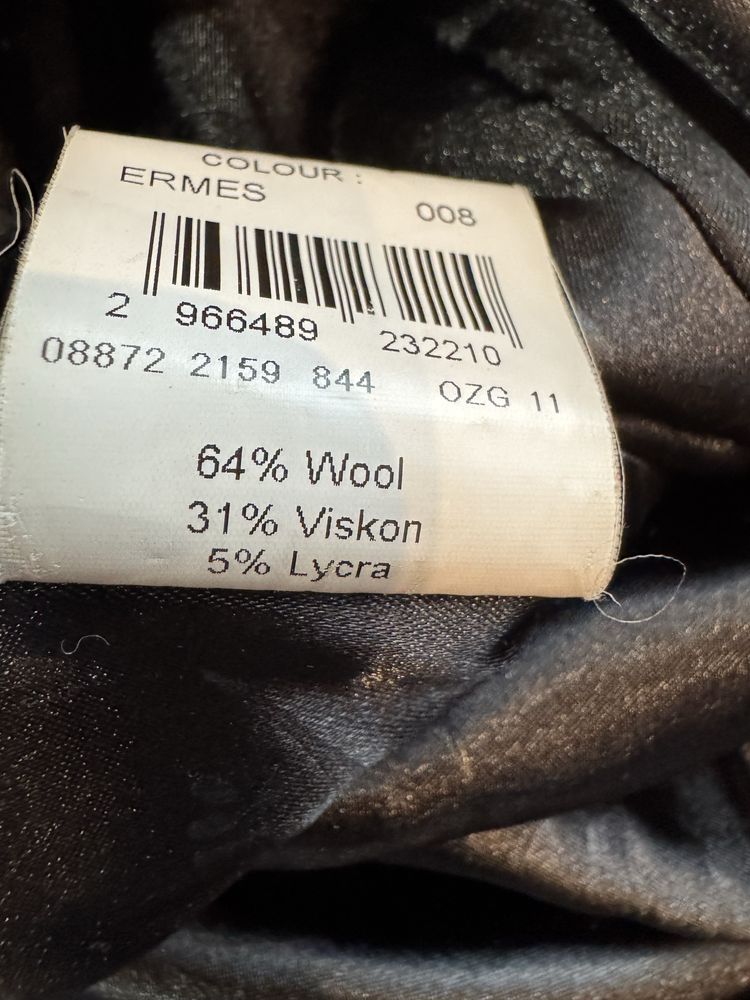 COLOUR :
ERMES 008
2 966489 232210
08872 2159 844 OZG 11
64% Wool
31% Viskon
5% Lycra